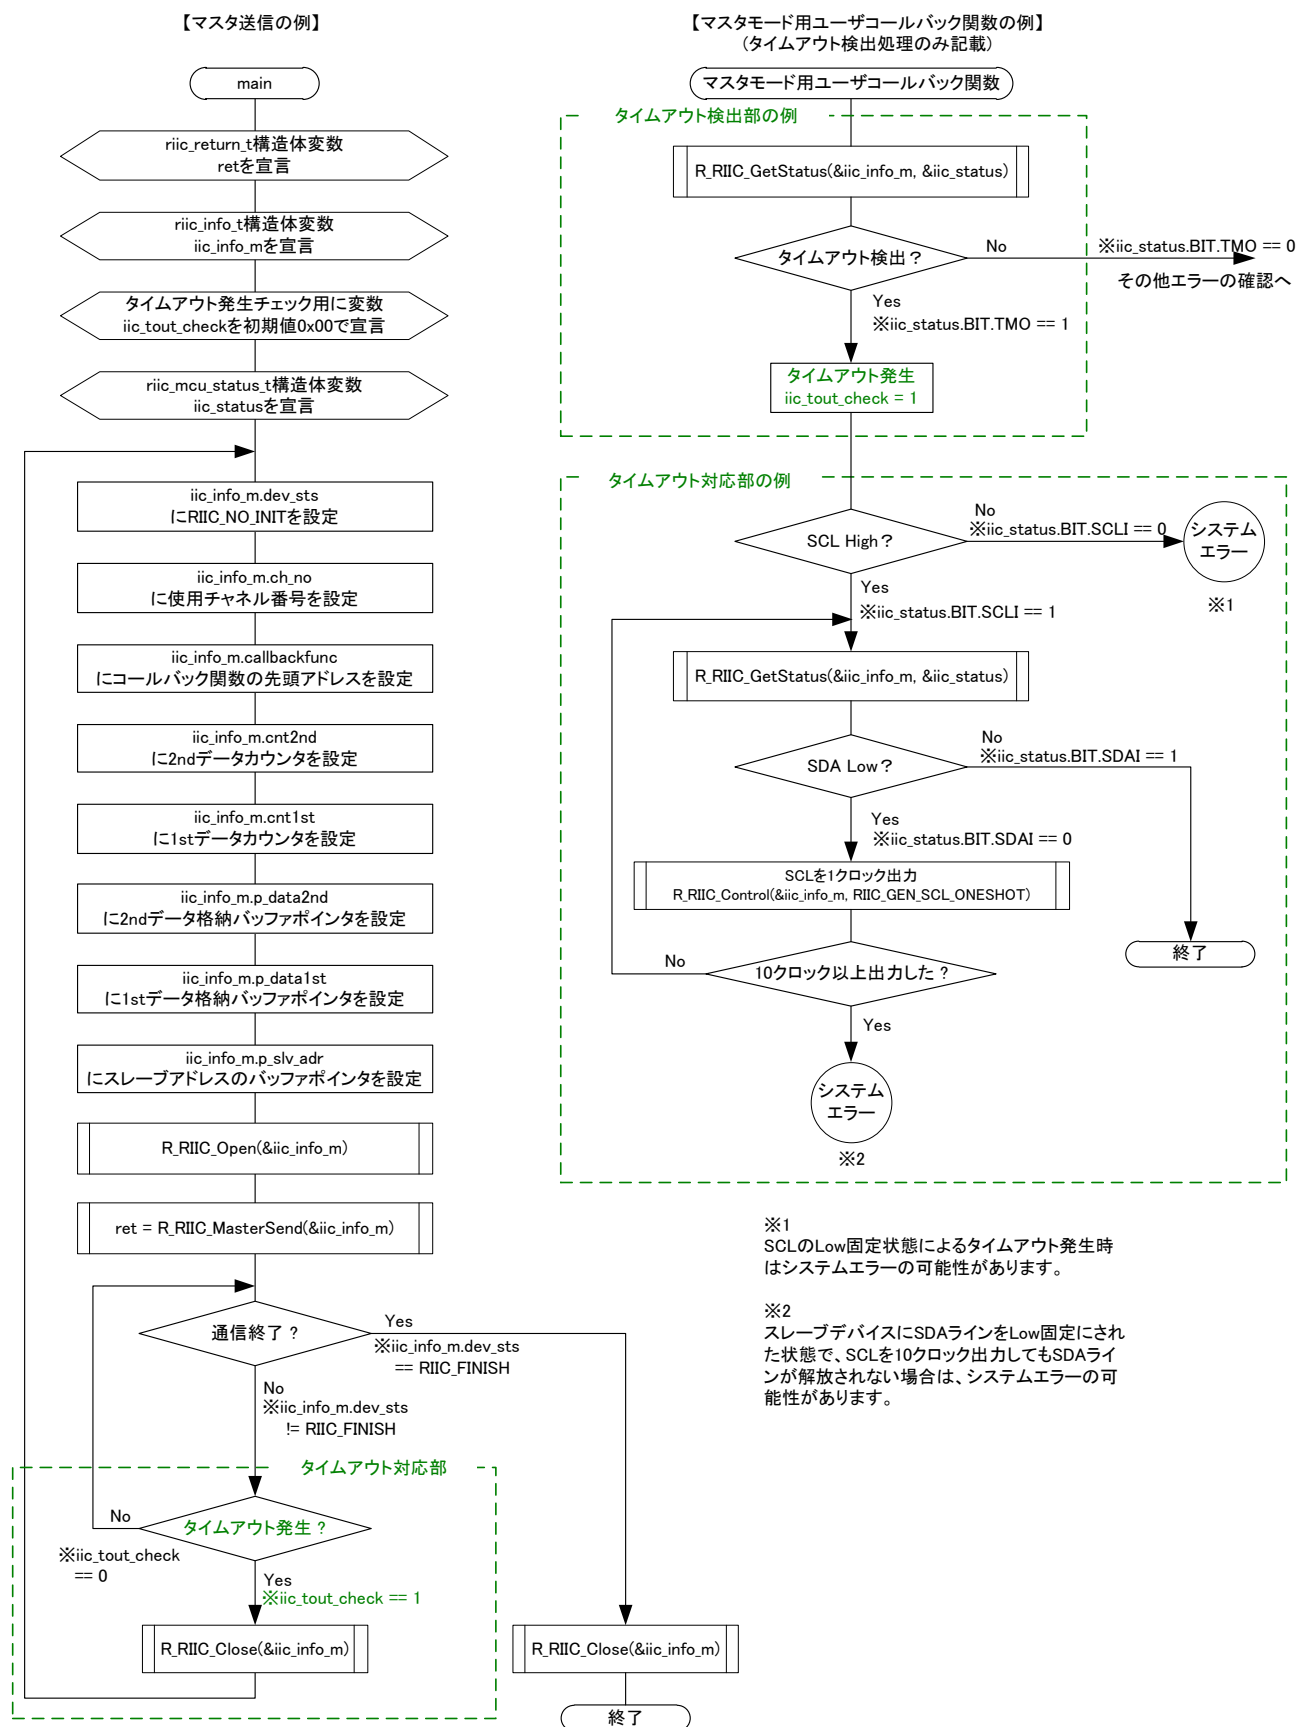 【マスタ送信の例】
main
riic_return_t構造体変数
retを宣言
riic_info_t構造体変数
iic_info_mを宣言
タイムアウト発生チェック用に変数
iic_tout_checkを初期値0x00で宣言
riic_mcu_status_t構造体変数
iic_statusを宣言
iic_info_m.dev_sts
にRIIC_NO_INITを設定
iic_info_m.ch_no
に使用チャネル番号を設定
iic_info_m.callbackfunc
にコールバック関数の先頭アドレスを設定
iic_info_m.cnt2nd
に2ndデータカウンタを設定
iic_info_m.cnt1st
に1stデータカウンタを設定
iic_info_m.p_data2nd
に2ndデータ格納バッファポインタを設定
iic_info_m.p_data1st
に1stデータ格納バッファポインタを設定
iic_info_m.p_slv_adr
にスレーブアドレスのバッファポインタを設定
R_RIIC_Open(&iic_info_m)
ret = R_RIIC_MasterSend(&iic_info_m)
通信終了？
Yes
※iic_info_m.dev_sts
== RIIC_FINISH
No
※iic_info_m.dev_sts
!= RIIC_FINISH
タイムアウト対応部
タイムアウト発生？
No
※iic_tout_check
== 0
Yes
※iic_tout_check == 1
R_RIIC_Close(&iic_info_m)
R_RIIC_Close(&iic_info_m)
終了
【マスタモード用ユーザコールバック関数の例】
（タイムアウト検出処理のみ記載）
マスタモード用ユーザコールバック関数
タイムアウト検出部の例
R_RIIC_GetStatus(&iic_info_m, &iic_status)
タイムアウト検出？
No
※iic_status.BIT.TMO == 0
その他エラーの確認へ
Yes
※iic_status.BIT.TMO == 1
タイムアウト発生
iic_tout_check = 1
タイムアウト対応部の例
SCL High？
No
※iic_status.BIT.SCLI == 0
システム
エラー
※1
Yes
※iic_status.BIT.SCLI == 1
R_RIIC_GetStatus(&iic_info_m, &iic_status)
SDA Low？
No
※iic_status.BIT.SDAI == 1
Yes
※iic_status.BIT.SDAI == 0
SCLを1クロック出力
R_RIIC_Control(&iic_info_m, RIIC_GEN_SCL_ONESHOT)
終了
10クロック以上出力した？
No
Yes
システム
エラー
※2
※1
SCLのLow固定状態によるタイムアウト発生時
はシステムエラーの可能性があります。
※2
スレーブデバイスにSDAラインをLow固定にされ
た状態で、SCLを10クロック出力してもSDAライ
ンが解放されない場合は、システムエラーの可
能性があります。